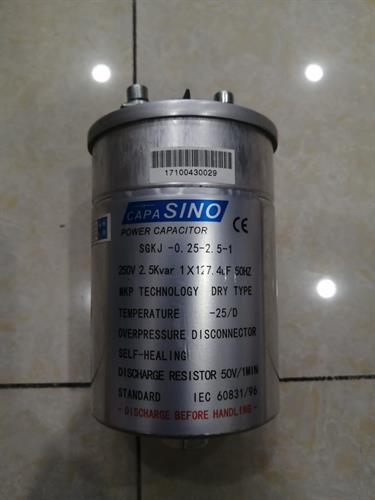 17100430029
CAPA SINO
POWER CAPACITOR
CE
SGKJ -0.25-2.5-1
250V 2.5Kvar 1X127.4uF 50HZ
MKP TECHNOLOGY DRY TYPE
TEMPERATURE -25/D
OVERPRESSURE DISCONNECTOR
SELF-HEALING
DISCHARGE RESISTOR 50V/1MIN
STANDARD IEC 60831/96
- DISCHARGE BEFORE HANDLING -